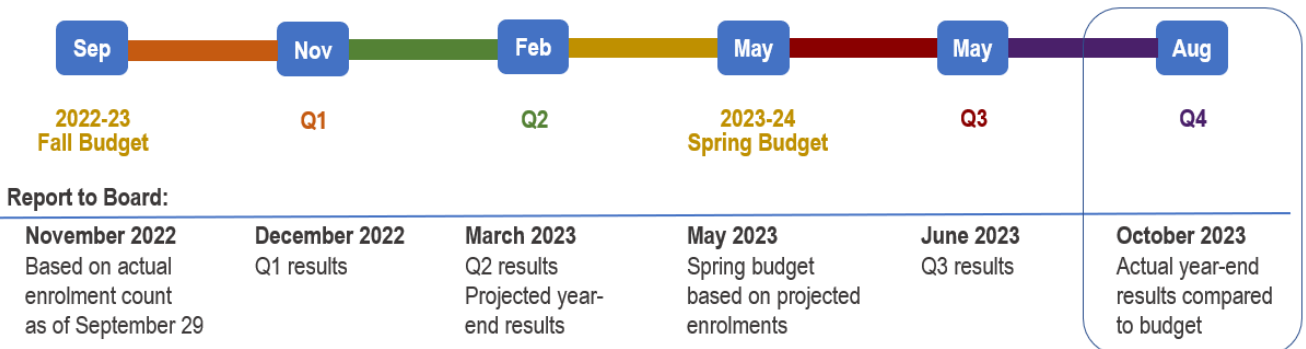 Sep
Nov
Feb
May
May
Aug
2022-23
Fall Budget
Q1
Q2
2023-24
Spring Budget
Q3
Q4
Report to Board:
November 2022
Based on actual
enrolment count
as of September 29
December 2022
Q1 results
March 2023
Q2 results
Projected year-
end results
May 2023
Spring budget
based on projected
enrolments
June 2023
Q3 results
October 2023
Actual year-end
results compared
to budget